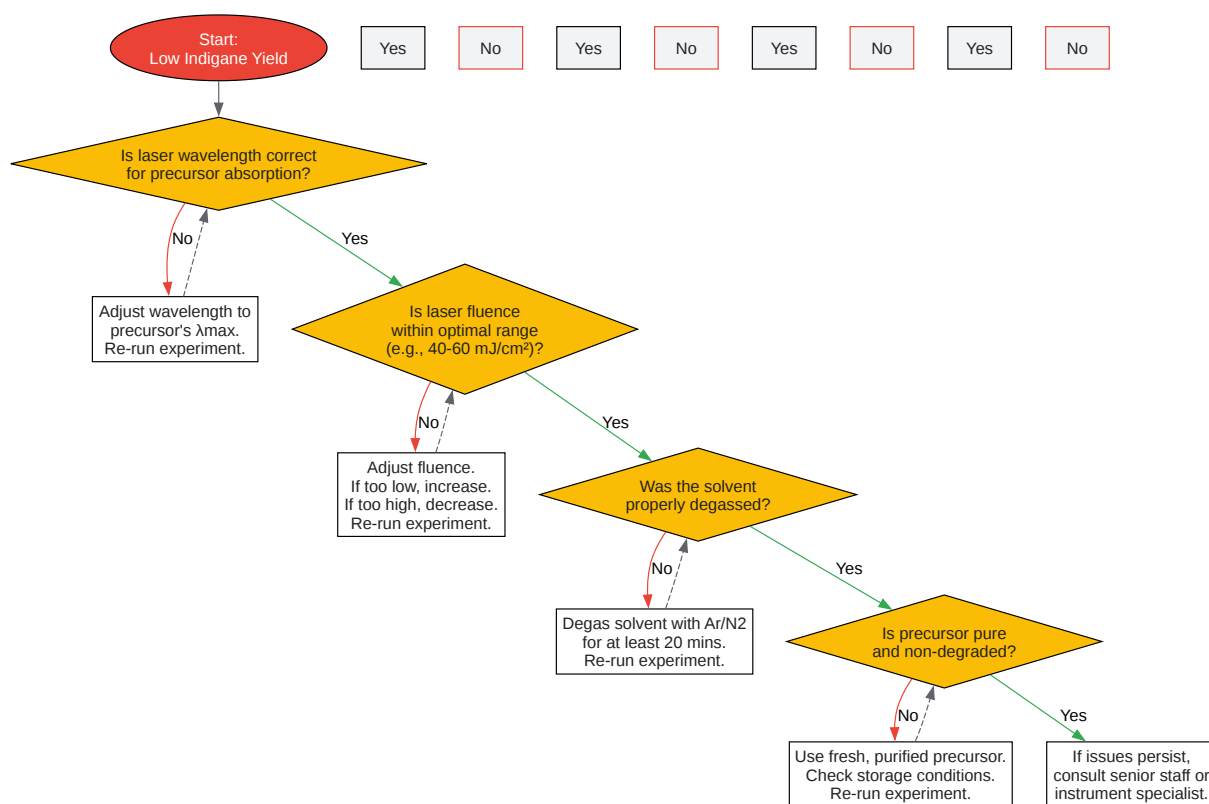 Start:
Low Indigane Yield
Yes
No
Yes
No
Yes
No
Yes
No
Is laser wavelength correct
for precursor absorption?
No
Yes
Adjust wavelength to
precursor's λmax.
Re-run experiment.
Is laser fluence
within optimal range
(e.g., 40-60 mJ/cm²)?
No
Yes
Adjust fluence.
If too low, increase.
If too high, decrease.
Re-run experiment.
Was the solvent
properly degassed?
No
Yes
Degas solvent with Ar/N2
for at least 20 mins.
Re-run experiment.
Is precursor pure
and non-degraded?
No
Yes
Use fresh, purified precursor.
Check storage conditions.
Re-run experiment.
If issues persist,
consult senior staff or
instrument specialist.